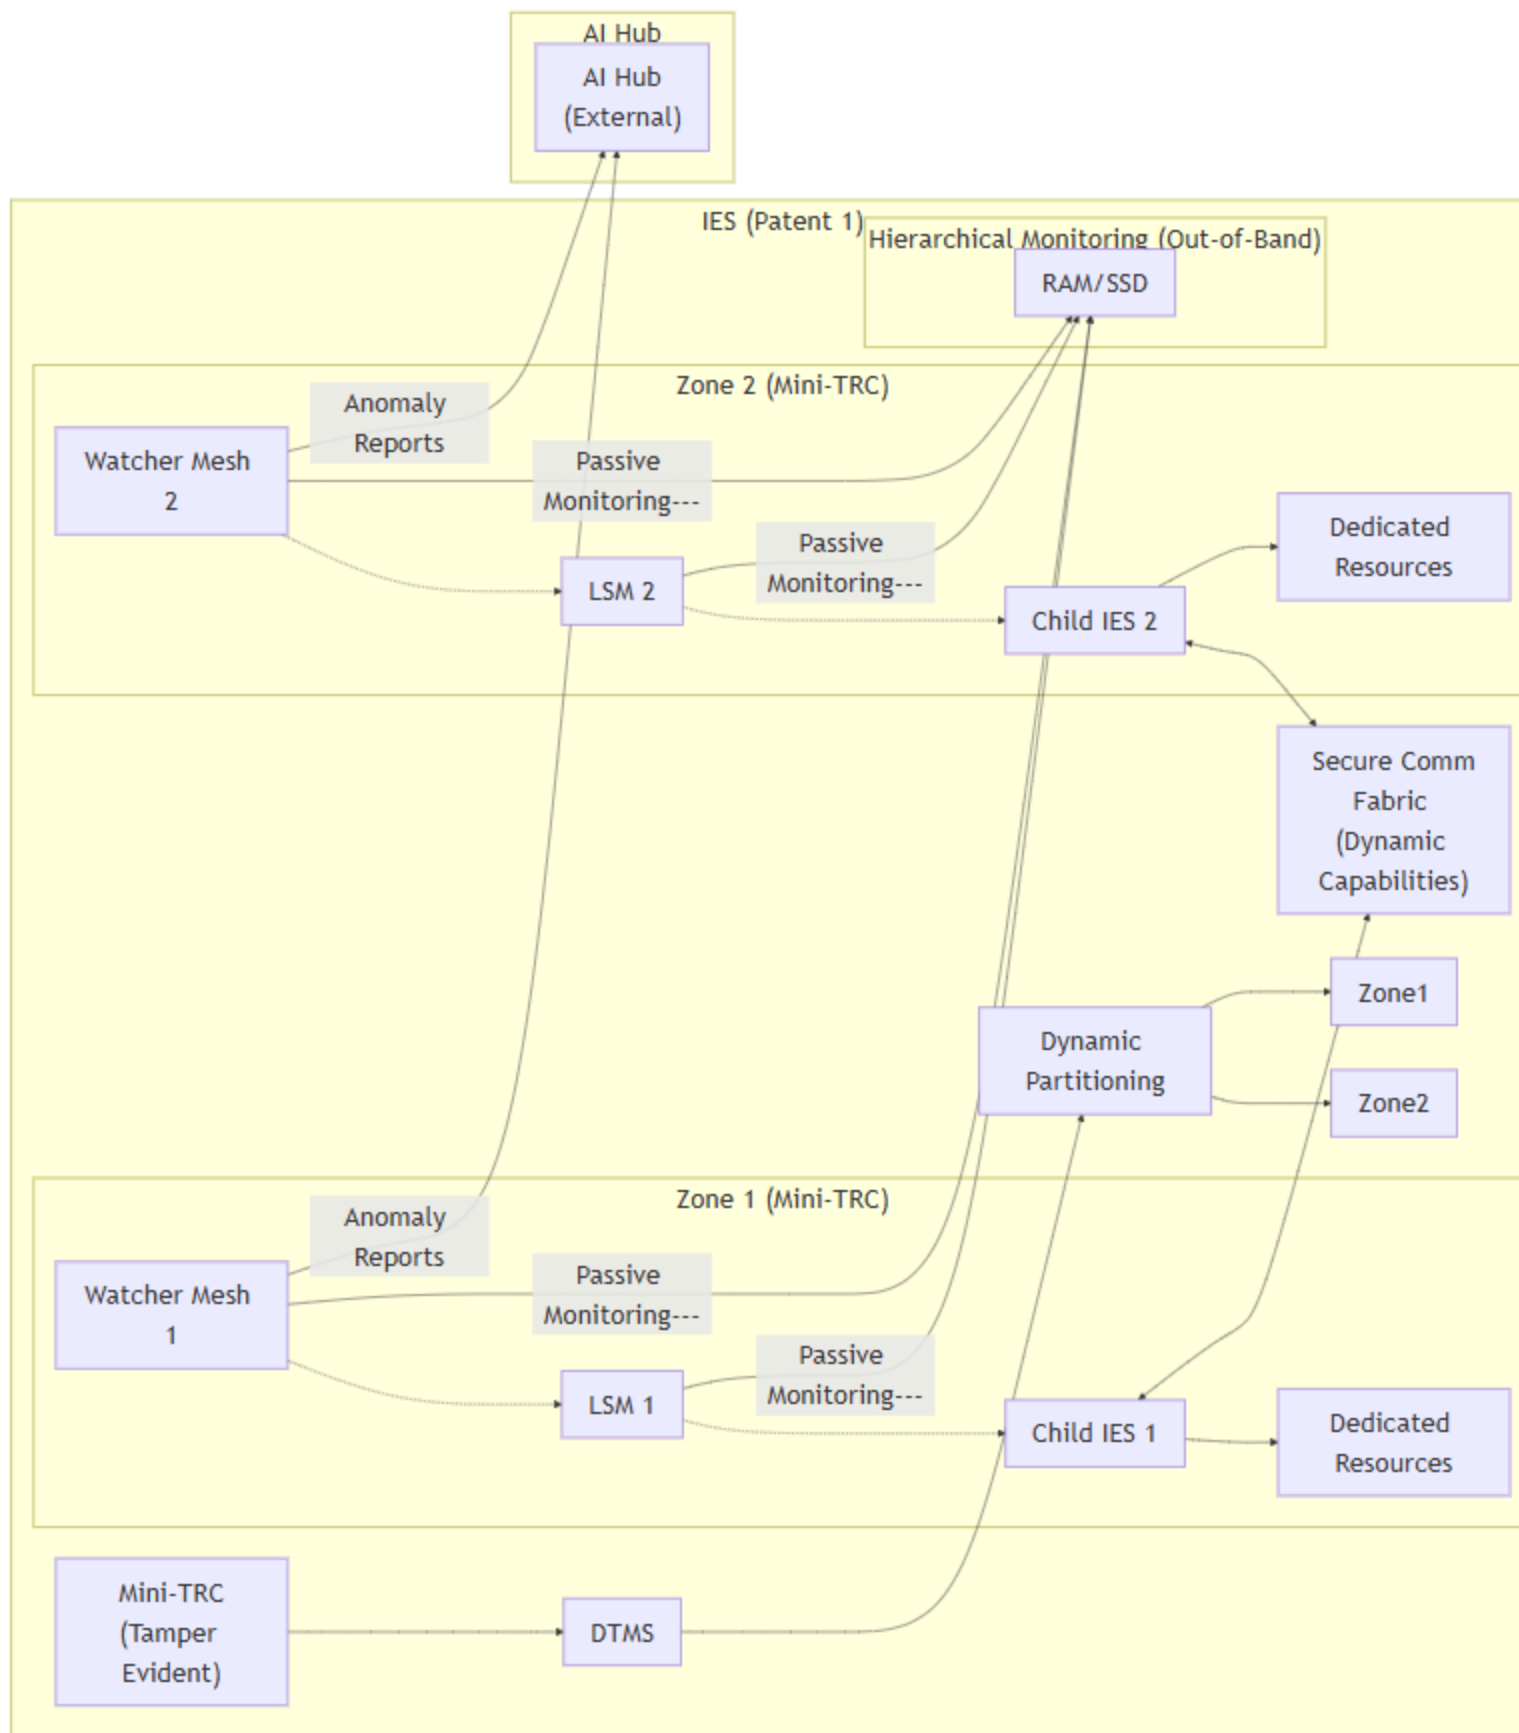 AI Hub
AI Hub
(External)
IES (Patent 1)
Hierarchical Monitoring (Out-of-Band)
RAM/SSD
Zone 2 (Mini-TRC)
Anomaly
Reports
Watcher Mesh
2
Passive
Monitoring---
Passive
Monitoring---
LSM 2
Child IES 2
Dedicated
Resources
Secure Comm
Fabric
(Dynamic
Capabilities)
Zone1
Dynamic
Partitioning
Zone2
Zone 1 (Mini-TRC)
Anomaly
Reports
Watcher Mesh
1
Passive
Monitoring---
Passive
Monitoring---
LSM 1
Child IES 1
Dedicated
Resources
Mini-TRC
(Tamper
Evident)
DTMS